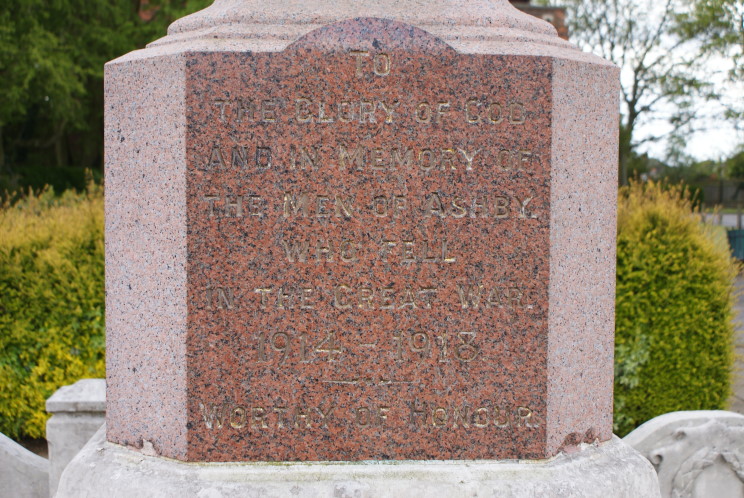 TO
THE GLORY OF GOD
AND IN MEMORY OF
THE MEN OF ASHBY.
WHO FELL
IN THE GREAT WAR.
1914 - 1918
WORTHY OF HONOUR.